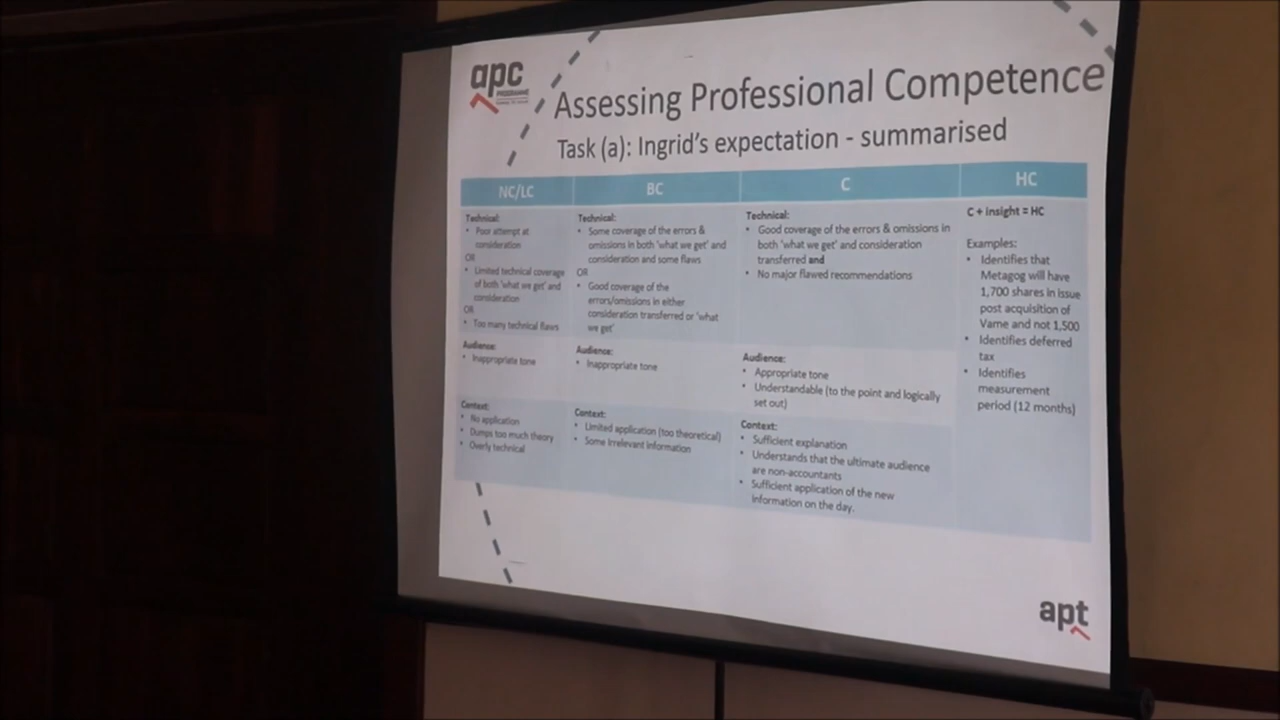 apc
PROGRAMME
Assessing Professional Competence
Task (a): Ingrid's expectation - summarised
NC/LC
Technical:
• Poor attempt at
consideration
OR
• Limited technical coverage
of both 'what we get' and
consideration
OR
• Too many technical flaws
Audience:
• Inappropriate tone
Context:
• No application
• Dumps too much theory
• Overly technical
BC
Technical:
• Some coverage of the errors &
omissions in both 'what we get' and
consideration and some flaws
OR
• Good coverage of the
errors/omissions in either
consideration transferred or 'what
we get'
Audience:
• Inappropriate tone
Context:
• Limited application (too theoretical)
• Some irrelevant information
C
Technical:
• Good coverage of the errors & omissions in
both 'what we get' and consideration
transferred and
• No major flawed recommendations
Audience:
• Appropriate tone
• Understandable (to the point and logically
set out)
Context:
• Sufficient explanation
• Understands that the ultimate audience
are non-accountants
• Sufficient application of the new
information on the day.
HC
C + insight = HC
Examples:
• Identifies that
Metagog will have
1,700 shares in issue
post acquisition of
Vame and not 1,500
• Identifies deferred
tax
• Identifies
measurement
period (12 months)
apt